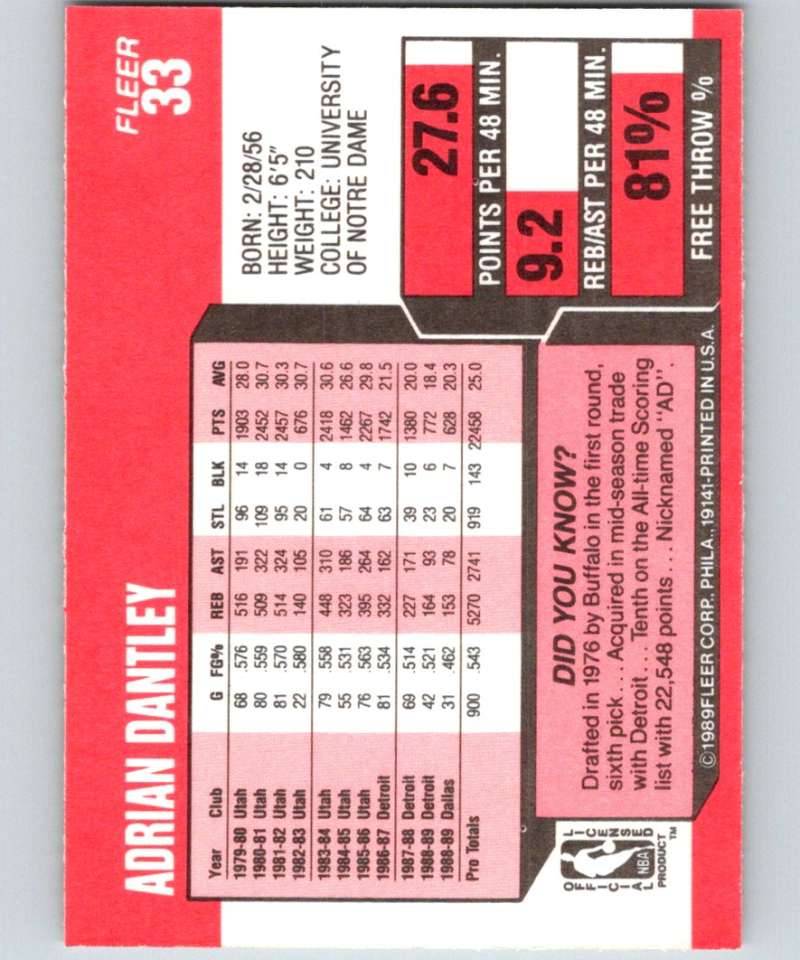 FLEER
33
ADRIAN DANTLEY
BORN: 2/28/56
HEIGHT: 6'5"
WEIGHT: 210
COLLEGE: UNIVERSITY
OF NOTRE DAME
Year Club G FG% REB AST STL BLK PTS AVG
1979-80 Utah 68 .576 516 191 96 14 1903 28.0
1980-81 Utah 80 .559 509 322 109 18 2452 30.7
1981-82 Utah 81 .570 514 324 95 14 2457 30.3
1982-83 Utah 22 .580 140 105 20 0 676 30.7
1983-84 Utah 79 .558 448 310 61 4 2418 30.6
1984-85 Utah 55 .531 323 186 57 8 1462 26.6
1985-86 Utah 76 .563 395 264 64 4 2267 29.8
1986-87 Detroit 81 .534 332 162 63 7 1742 21.5
1987-88 Detroit 69 .514 227 171 39 10 1380 20.0
1988-89 Detroit 42 .521 164 93 23 6 772 18.4
1988-89 Dallas 31 .462 153 78 20 7 628 20.3
Pro Totals 900 .543 5270 2741 919 143 22458 25.0
27.6
POINTS PER 48 MIN.
9.2
REB/AST PER 48 MIN.
81%
FREE THROW %
DID YOU KNOW?
Drafted in 1976 by Buffalo in the first round,
sixth pick... Acquired in mid-season trade
with Detroit... Tenth on the All-time Scoring
list with 22,548 points... Nicknamed "AD".
OFFICIAL LICENSED
NBA
PRODUCT™
©1989 FLEER CORP., PHILA., 19141-PRINTED IN U.S.A.